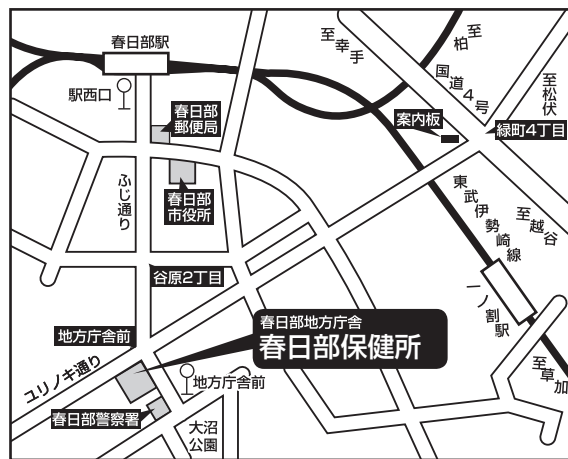 春日部駅
至幸手
至柏
国道4号
至松伏
駅西口
春日部
郵便局
案内板
緑町4丁目
ふじ通り
春日部
市役所
東武伊勢崎線
至越谷
谷原2丁目
一ノ割駅
地方庁舎前
春日部地方庁舎
春日部保健所
至草加
ユリノキ通り
地方庁舎前
春日部警察署
大沼
公園